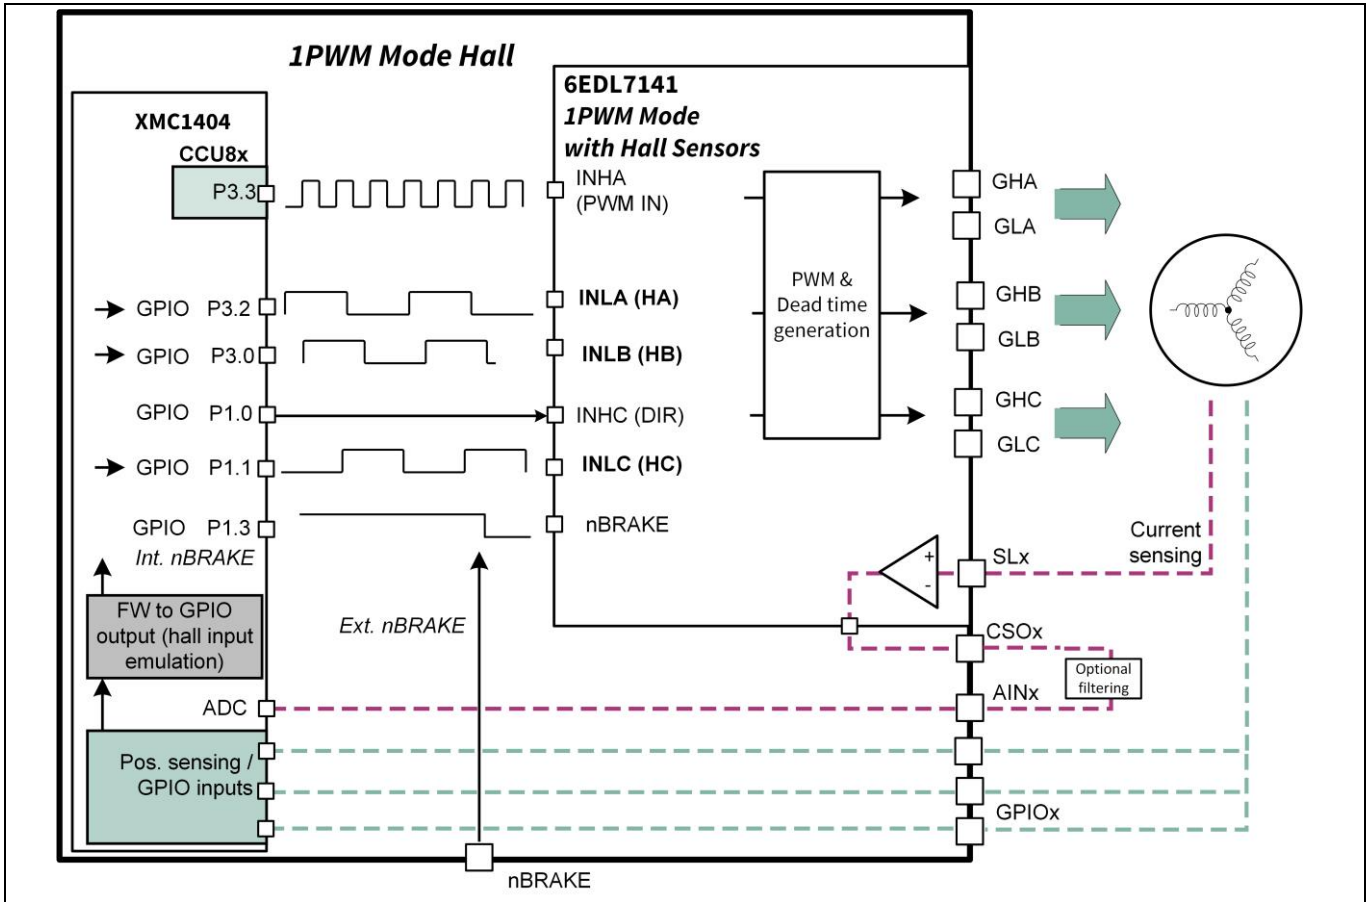 1PWM Mode Hall
XMC1404
CCU8x
P3.3
GPIO P3.2
GPIO P3.0
GPIO P1.0
GPIO P1.1
GPIO P1.3
Int. nBRAKE
FW to GPIO
output (hall input
emulation)
ADC
Pos. sensing /
GPIO inputs
Ext. nBRAKE
nBRAKE
6EDL7141
1PWM Mode
with Hall Sensors
INHA
(PWM IN)
INLA (HA)
INLB (HB)
INHC (DIR)
INLC (HC)
nBRAKE
PWM &
Dead time
generation
+
-
GHA
GLA
GHB
GLB
GHC
GLC
Current
sensing
SLx
CSOx
Optional
filtering
AINx
GPIOx